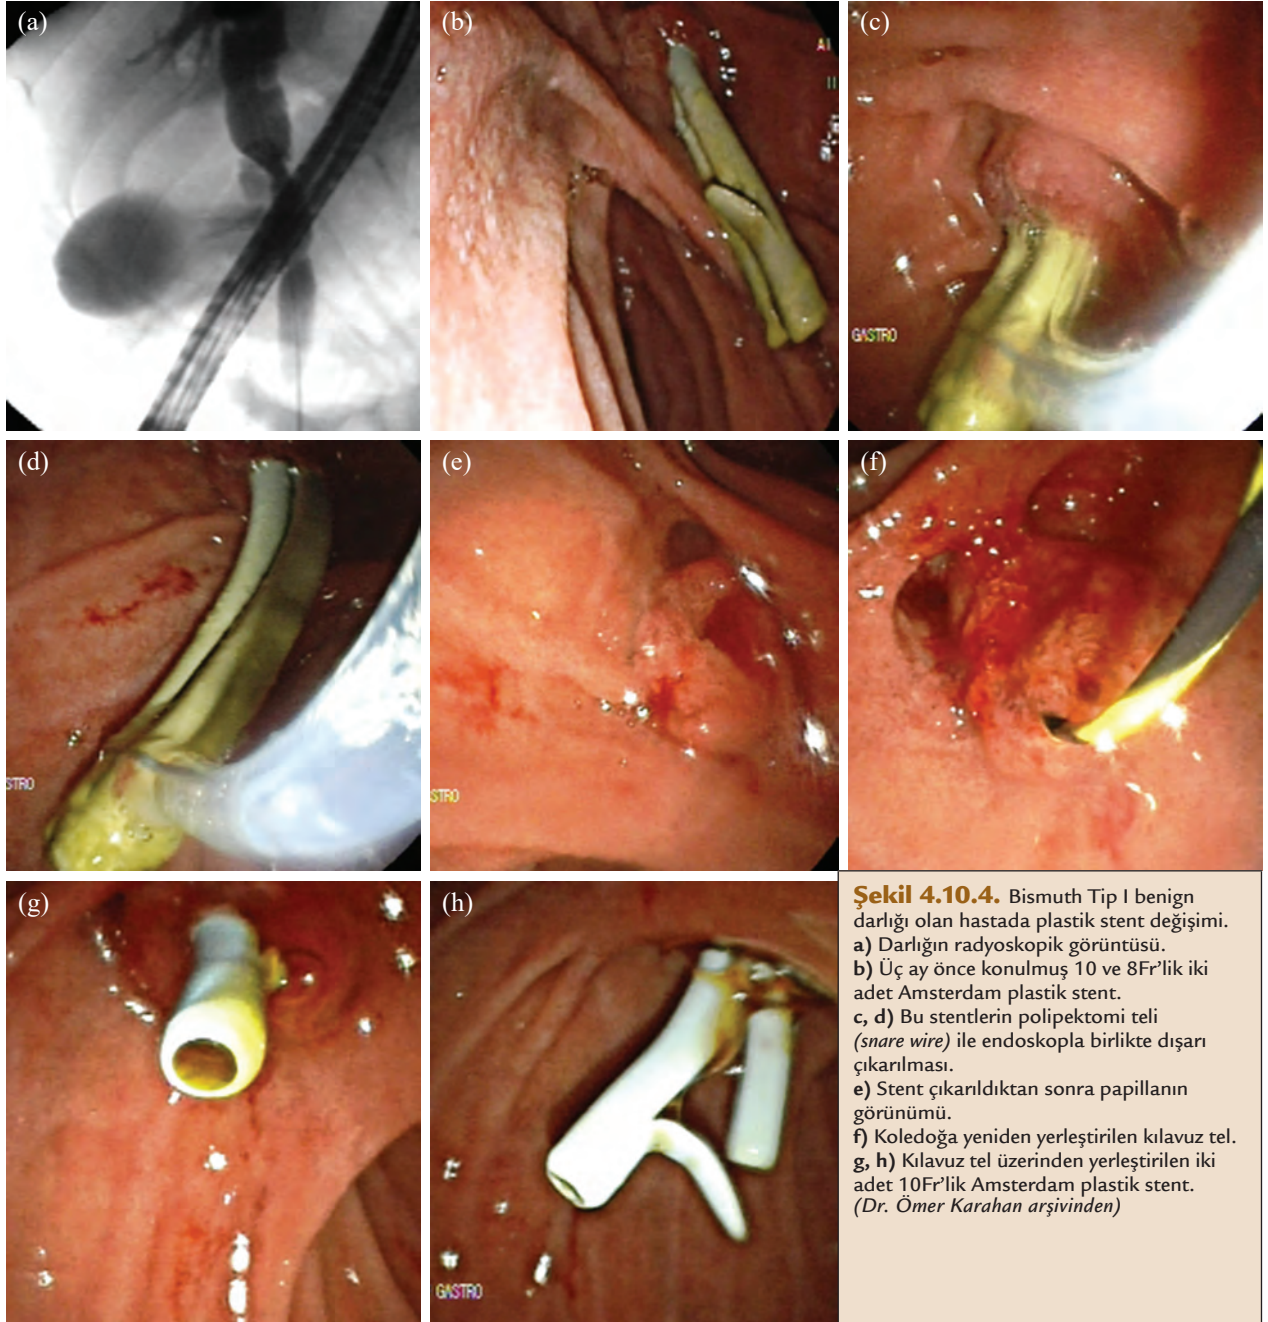 (a)
(b)
AI
II
(c)
GASTRO
(d)
STRO
(e)
STRO
(f)
(g)
(h)
GASTRO
Şekil 4.10.4. Bismuth Tip I benign
darlığı olan hastada plastik stent değişimi.
a) Darlığın radyoskopik görüntüsü.
b) Üç ay önce konulmuş 10 ve 8Fr’lik iki
adet Amsterdam plastik stent.
c, d) Bu stentlerin polipektomi teli
(snare wire) ile endoskopla birlikte dışarı
çıkarılması.
e) Stent çıkarıldıktan sonra papillanın
görünümü.
f) Koledoğa yeniden yerleştirilen kılavuz tel.
g, h) Kılavuz tel üzerinden yerleştirilen iki
adet 10Fr’lik Amsterdam plastik stent.
(Dr. Ömer Karahan arşivinden)